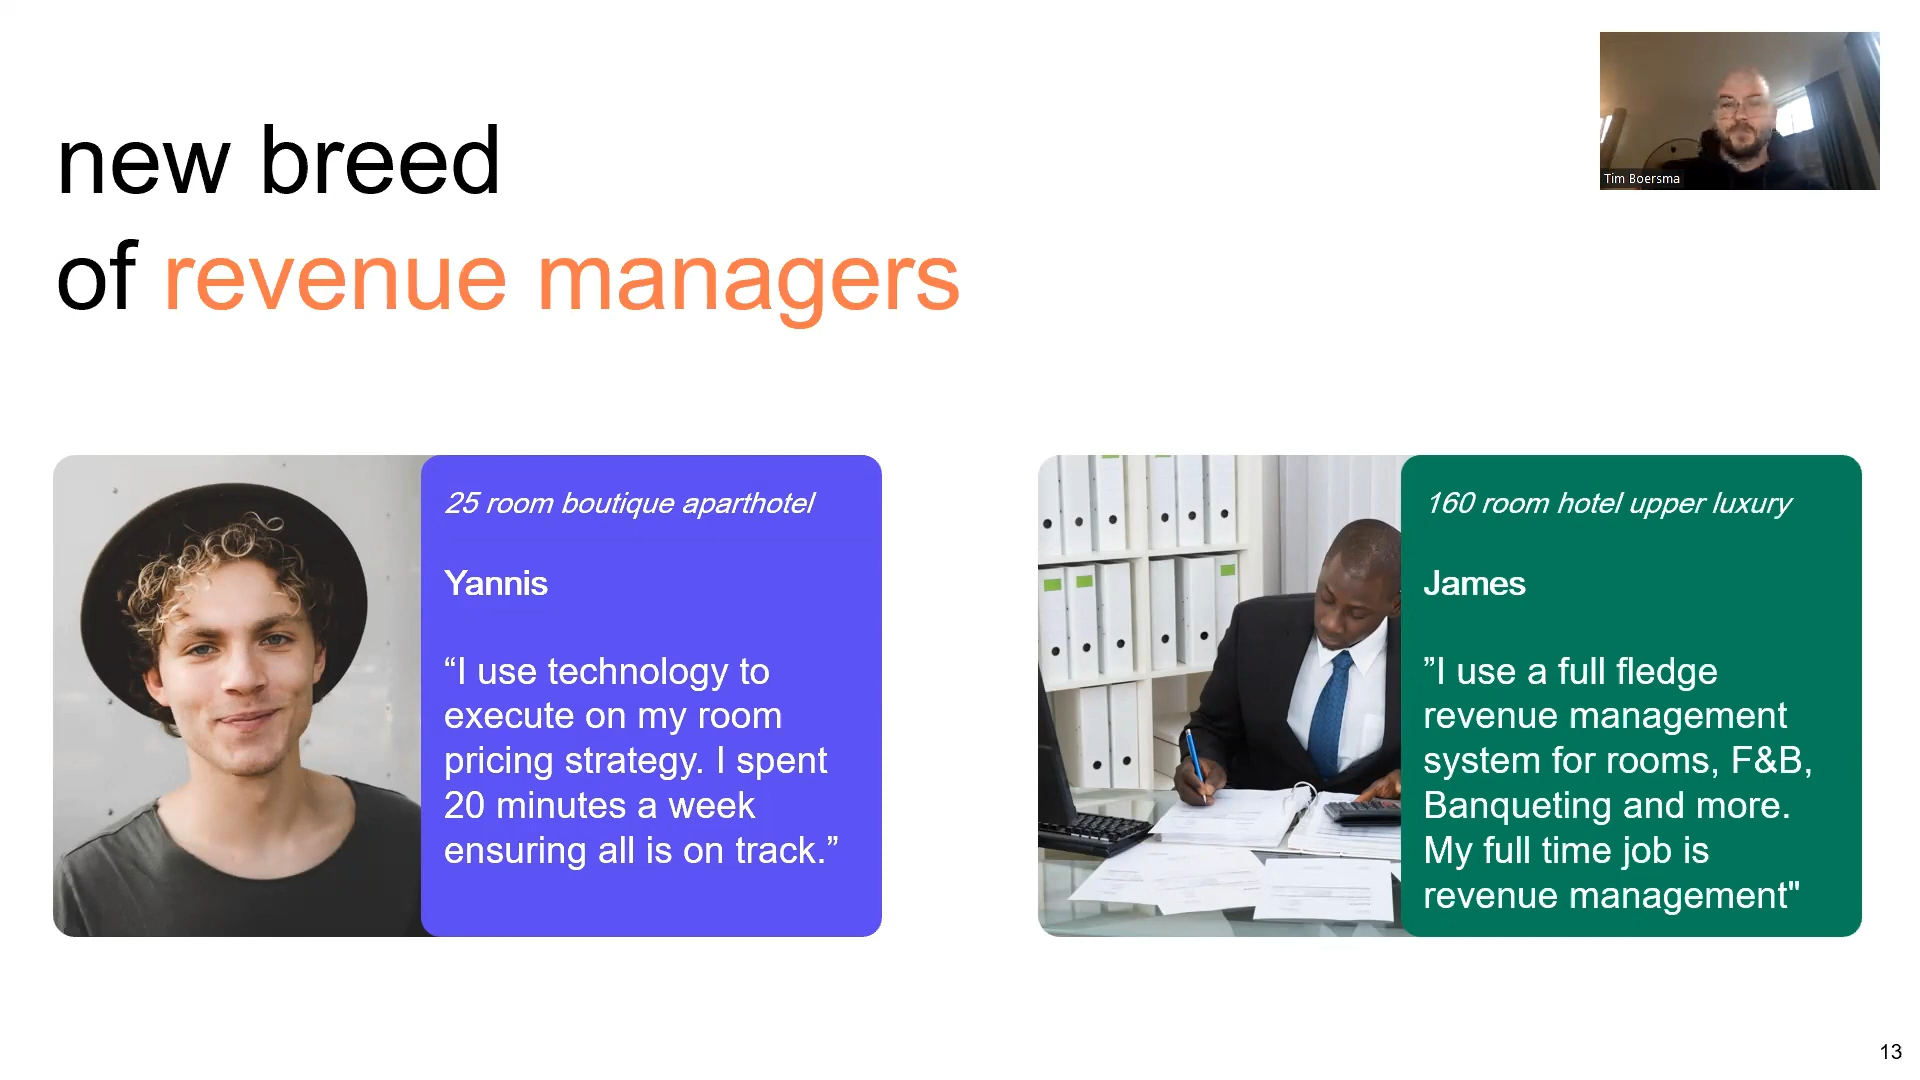 new breed
of revenue managers
Tim Boersma
25 room boutique aparthotel
Yannis
“I use technology to
execute on my room
pricing strategy. I spent
20 minutes a week
ensuring all is on track.”
160 room hotel upper luxury
James
”I use a full fledge
revenue management
system for rooms, F&B,
Banqueting and more.
My full time job is
revenue management"
13